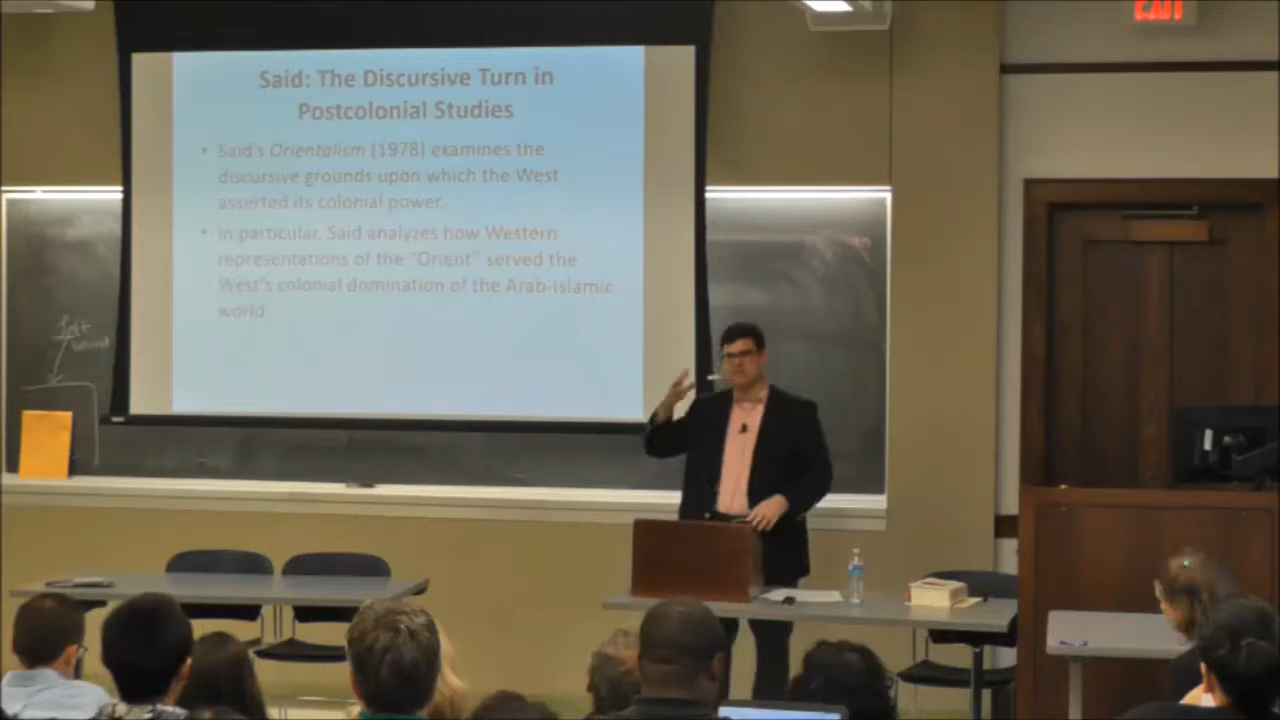 EXIT
Said: The Discursive Turn in
Postcolonial Studies
• Said's Orientalism (1978) examines the
discursive grounds upon which the West
asserted its colonial power.
• In particular, Said analyzes how Western
representations of the "Orient" served the
West's colonial domination of the Arab-Islamic
world
left
behind